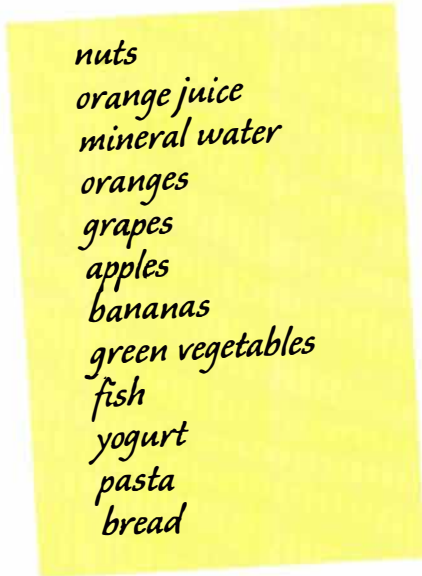 nuts
orange juice
mineral water
oranges
grapes
apples
bananas
green vegetables
fish
yogurt
pasta
bread